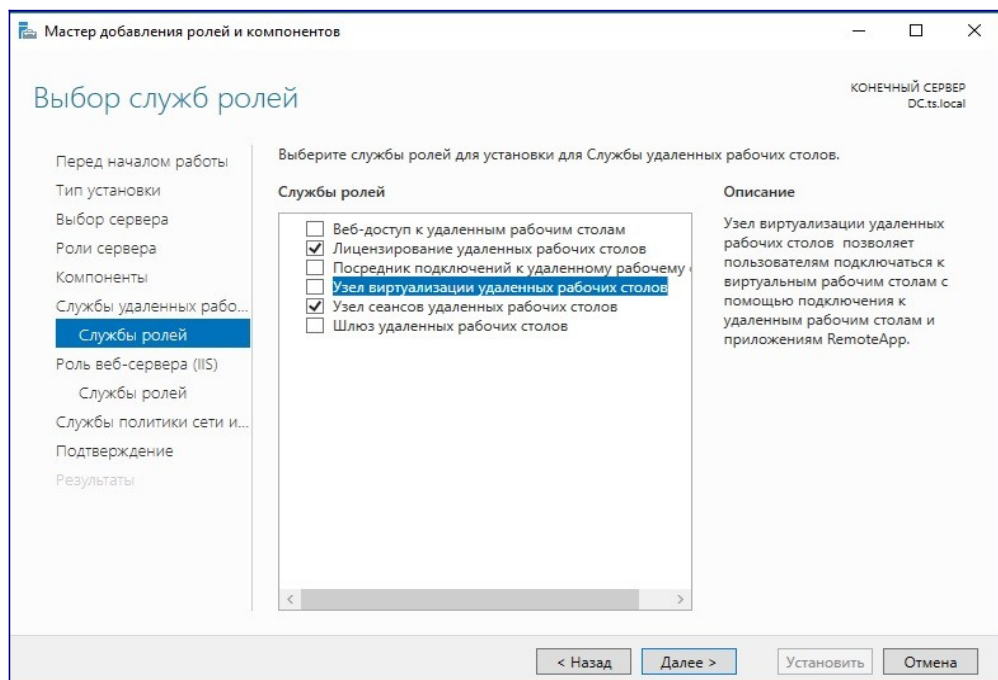 Мастер добавления ролей и компонентов
Выбор служб ролей
КОНЕЧНЫЙ СЕРВЕР
DC.ts.local
Перед началом работы
Тип установки
Выбор сервера
Роли сервера
Компоненты
Службы удаленных рабо...
Службы ролей
Роль веб-сервера (IIS)
Службы ролей
Службы политики сети и...
Подтверждение
Результаты
Выберите службы ролей для установки для Службы удаленных рабочих столов.
Службы ролей
Веб-доступ к удаленным рабочим столам
Лицензирование удаленных рабочих столов
Посредник подключений к удаленному рабочему
Узел виртуализации удаленных рабочих столов
Узел сеансов удаленных рабочих столов
Шлюз удаленных рабочих столов
Описание
Узел виртуализации удаленных
рабочих столов позволяет
пользователям подключаться к
виртуальным рабочим столам с
помощью подключения к
удаленным рабочим столам и
приложениям RemoteApp.
< Назад
Далее >
Установить
Отмена